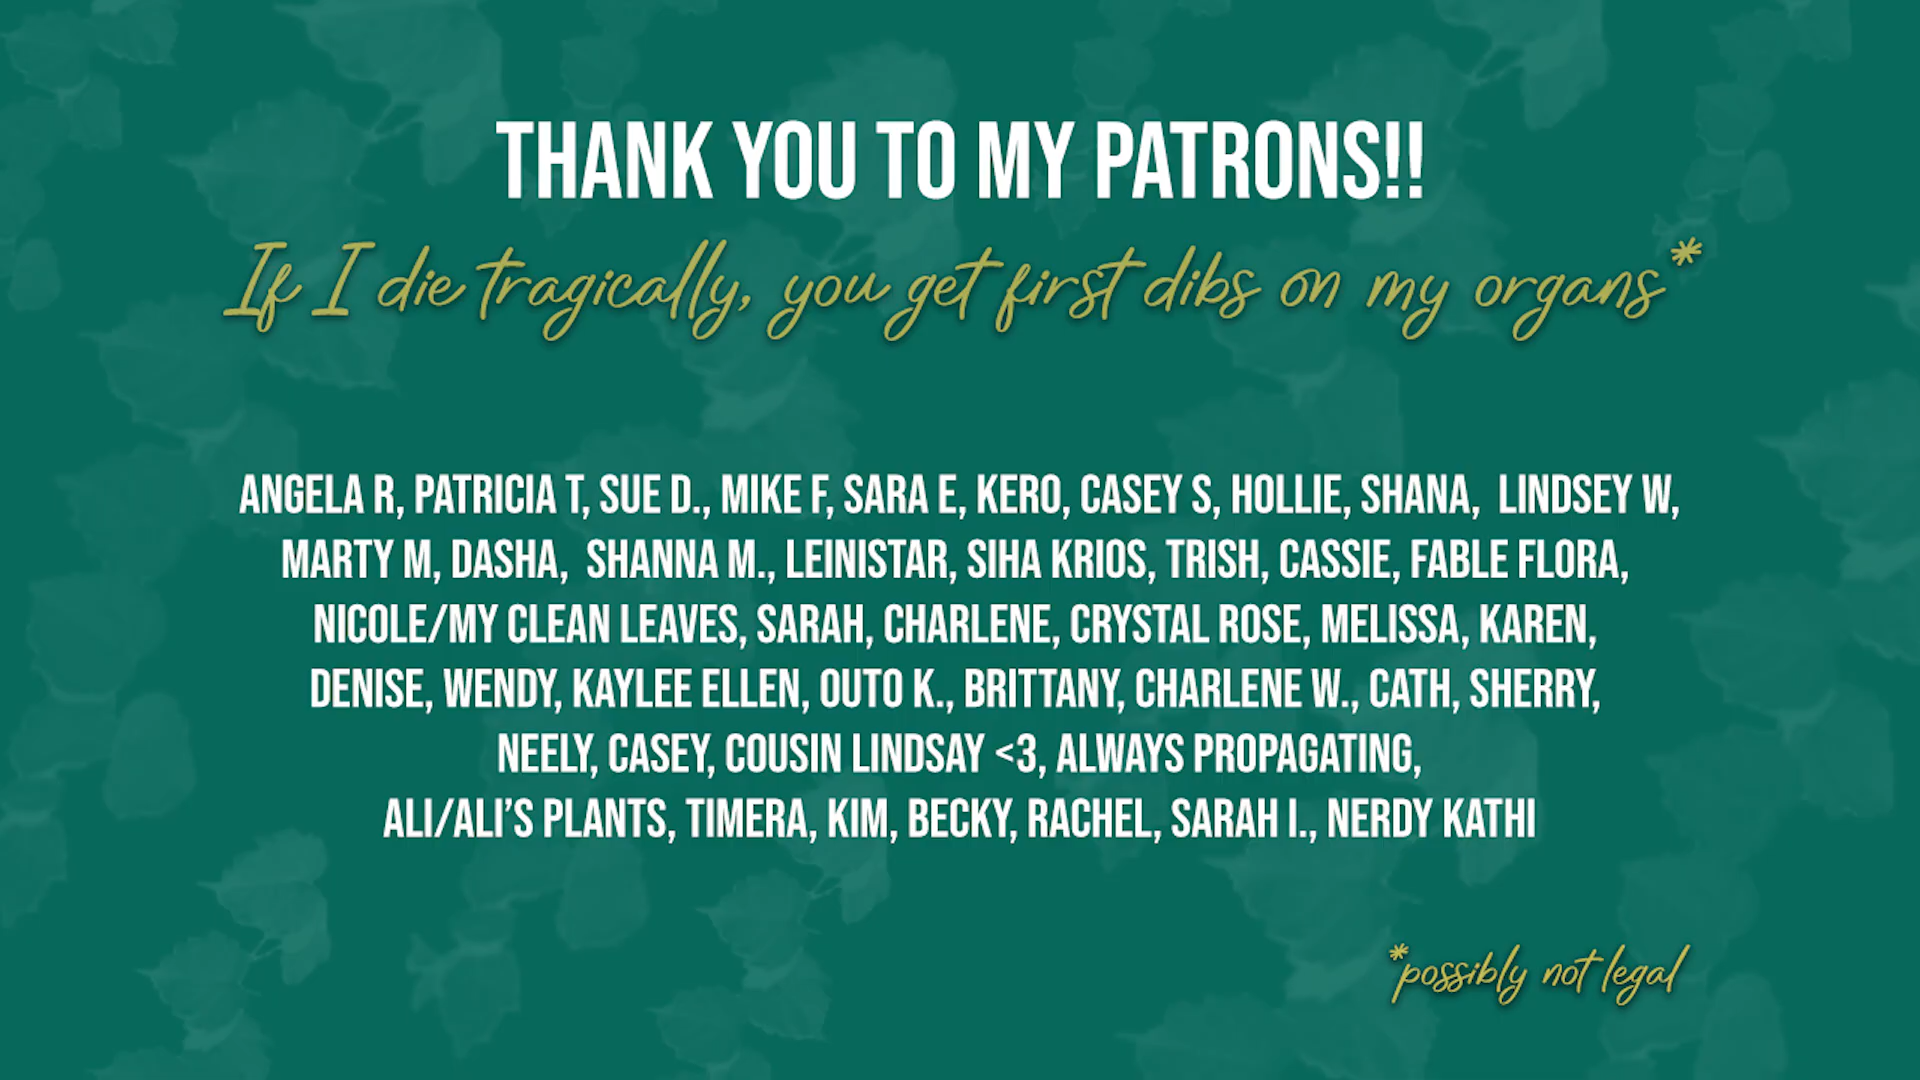 THANK YOU TO MY PATRONS!!
If I die tragically, you get first dibs on my organs*
ANGELA R, PATRICIA T, SUE D., MIKE F, SARA E, KERO, CASEY S, HOLLIE, SHANA, LINDSEY W,
MARTY M, DASHA, SHANNA M., LEINISTAR, SIHA KRIOS, TRISH, CASSIE, FABLE FLORA,
NICOLE/MY CLEAN LEAVES, SARAH, CHARLENE, CRYSTAL ROSE, MELISSA, KAREN,
DENISE, WENDY, KAYLEE ELLEN, OUTO K., BRITTANY, CHARLENE W., CATH, SHERRY,
NEELY, CASEY, COUSIN LINDSAY <3, ALWAYS PROPAGATING,
ALI/ALI’S PLANTS, TIMERA, KIM, BECKY, RACHEL, SARAH I., NERDY KATHI
*possibly not legal